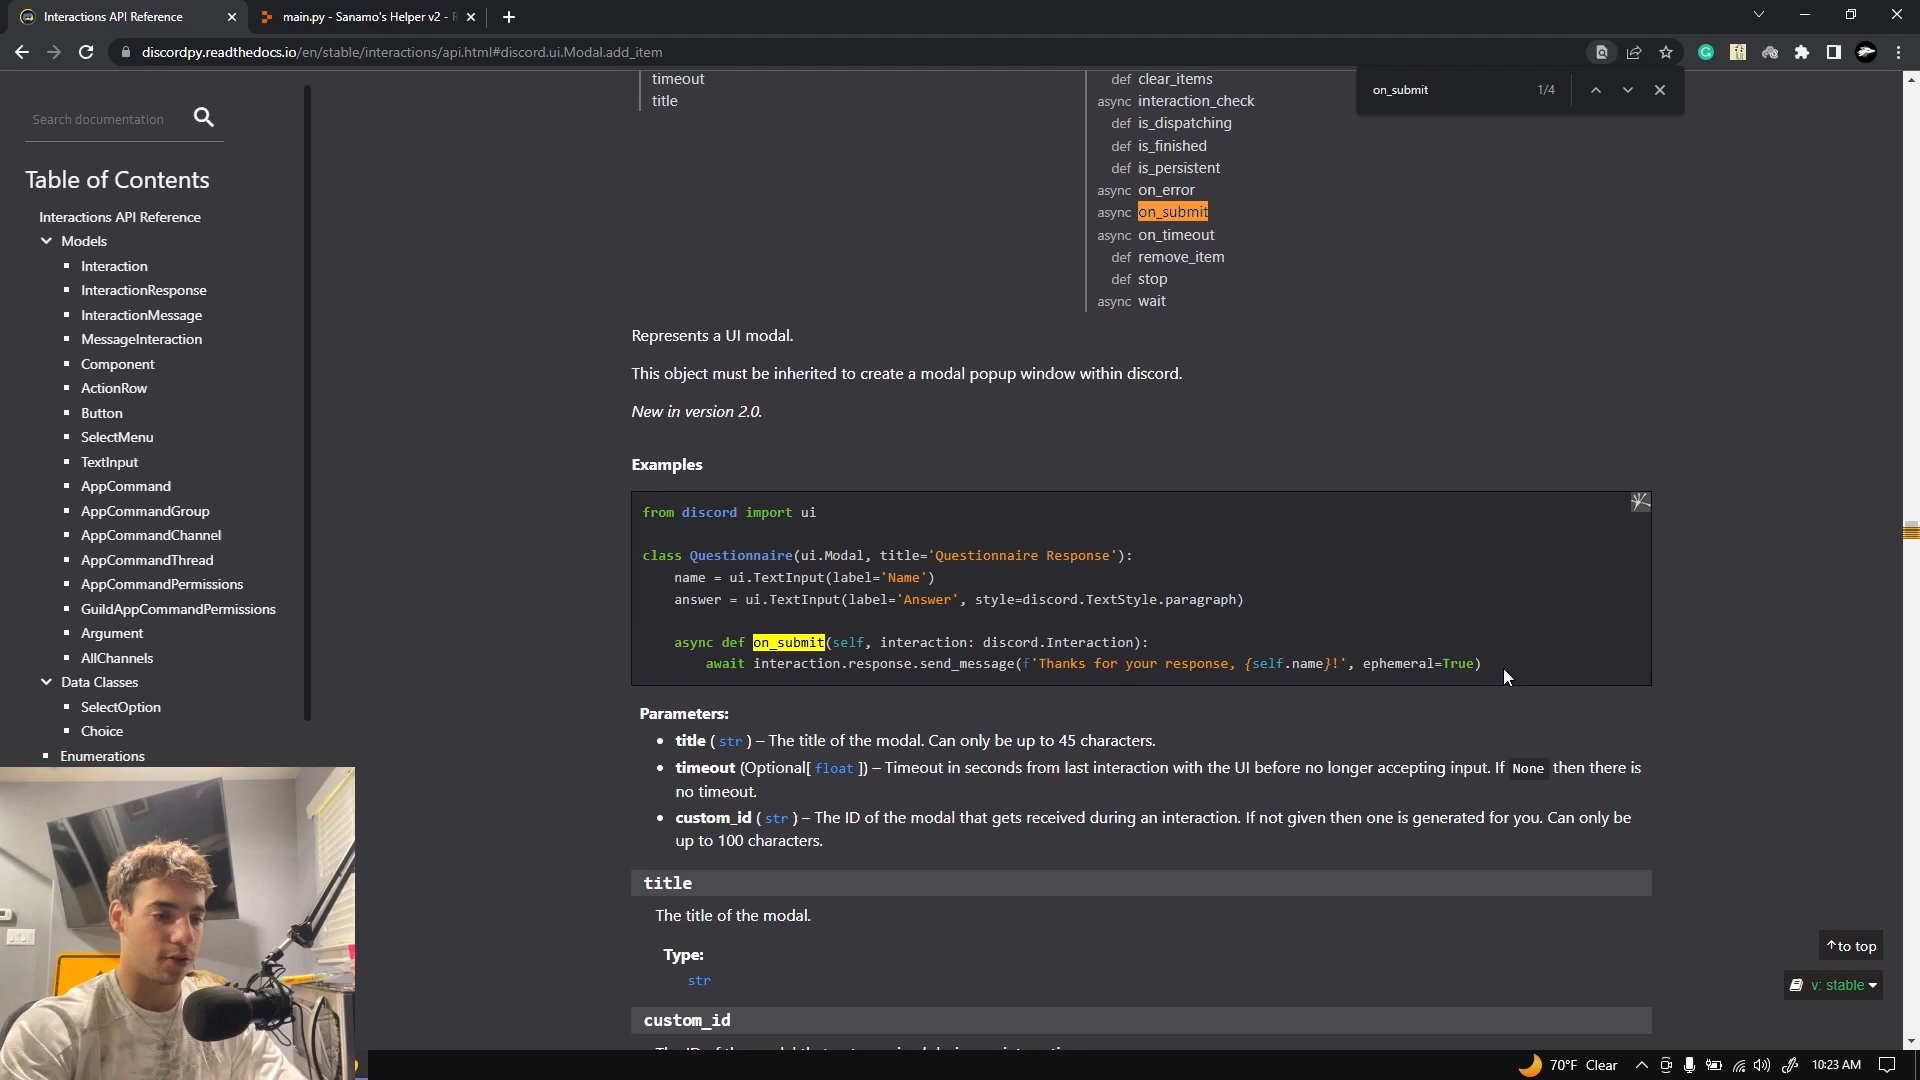 Interactions API Reference
main.py - Sanamo's Helper v2 - R
discordpy.readthedocs.io/en/stable/interactions/api.html#discord.ui.Modal.add_item
on_submit
1/4
Search documentation
Table of Contents
Interactions API Reference
Models
Interaction
InteractionResponse
InteractionMessage
MessageInteraction
Component
ActionRow
Button
SelectMenu
TextInput
AppCommand
AppCommandGroup
AppCommandChannel
AppCommandThread
AppCommandPermissions
GuildAppCommandPermissions
Argument
AllChannels
Data Classes
SelectOption
Choice
Enumerations
timeout
title
def clear_items
async interaction_check
def is_dispatching
def is_finished
def is_persistent
async on_error
async on_submit
async on_timeout
def remove_item
def stop
async wait
Represents a UI modal.
This object must be inherited to create a modal popup window within discord.
New in version 2.0.
Examples
from discord import ui
class Questionnaire(ui.Modal, title='Questionnaire Response'):
name = ui.TextInput(label='Name')
answer = ui.TextInput(label='Answer', style=discord.TextStyle.paragraph)
async def on_submit(self, interaction: discord.Interaction):
await interaction.response.send_message(f'Thanks for your response, {self.name}!', ephemeral=True)
Parameters:
• title ( str ) – The title of the modal. Can only be up to 45 characters.
• timeout (Optional[ float ]) – Timeout in seconds from last interaction with the UI before no longer accepting input. If None then there is
no timeout.
• custom_id ( str ) – The ID of the modal that gets received during an interaction. If not given then one is generated for you. Can only be
up to 100 characters.
title
The title of the modal.
Type:
str
custom_id
↑to top
v: stable
70°F Clear
10:23 AM